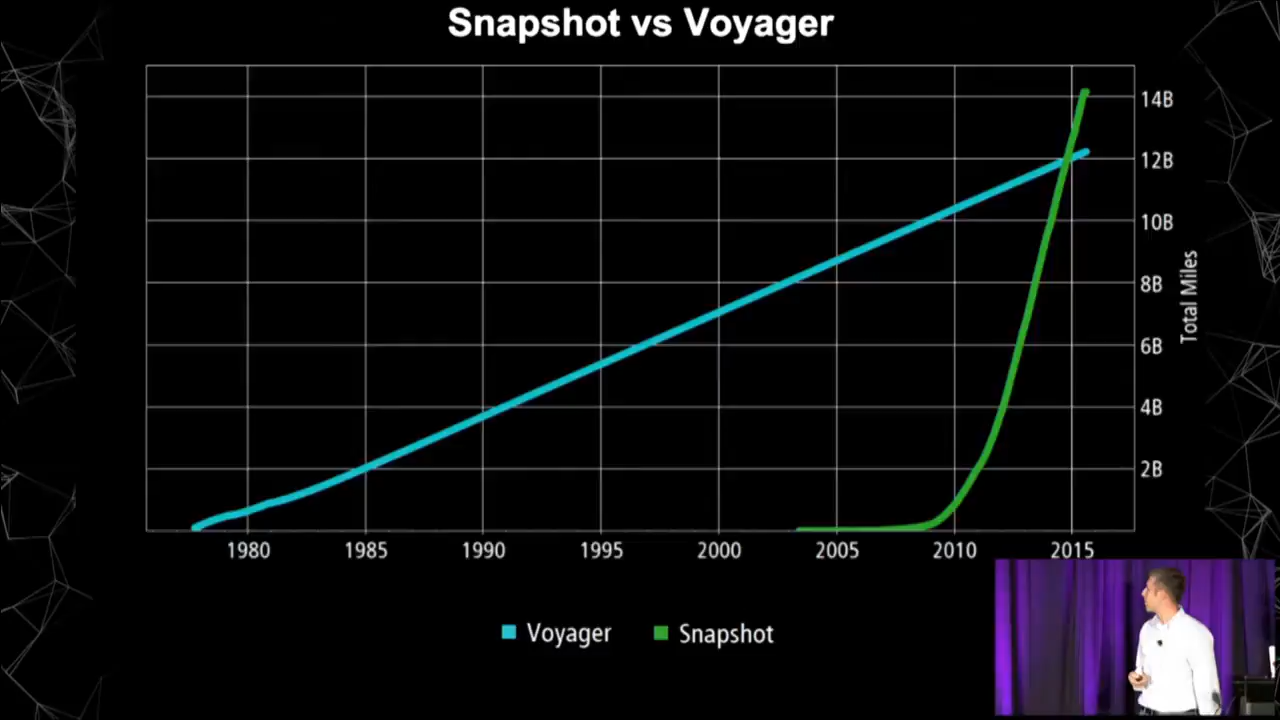 Snapshot vs Voyager
14B
12B
10B
8B
6B
4B
2B
Total Miles
1980 1985 1990 1995 2000 2005 2010 2015
Voyager Snapshot